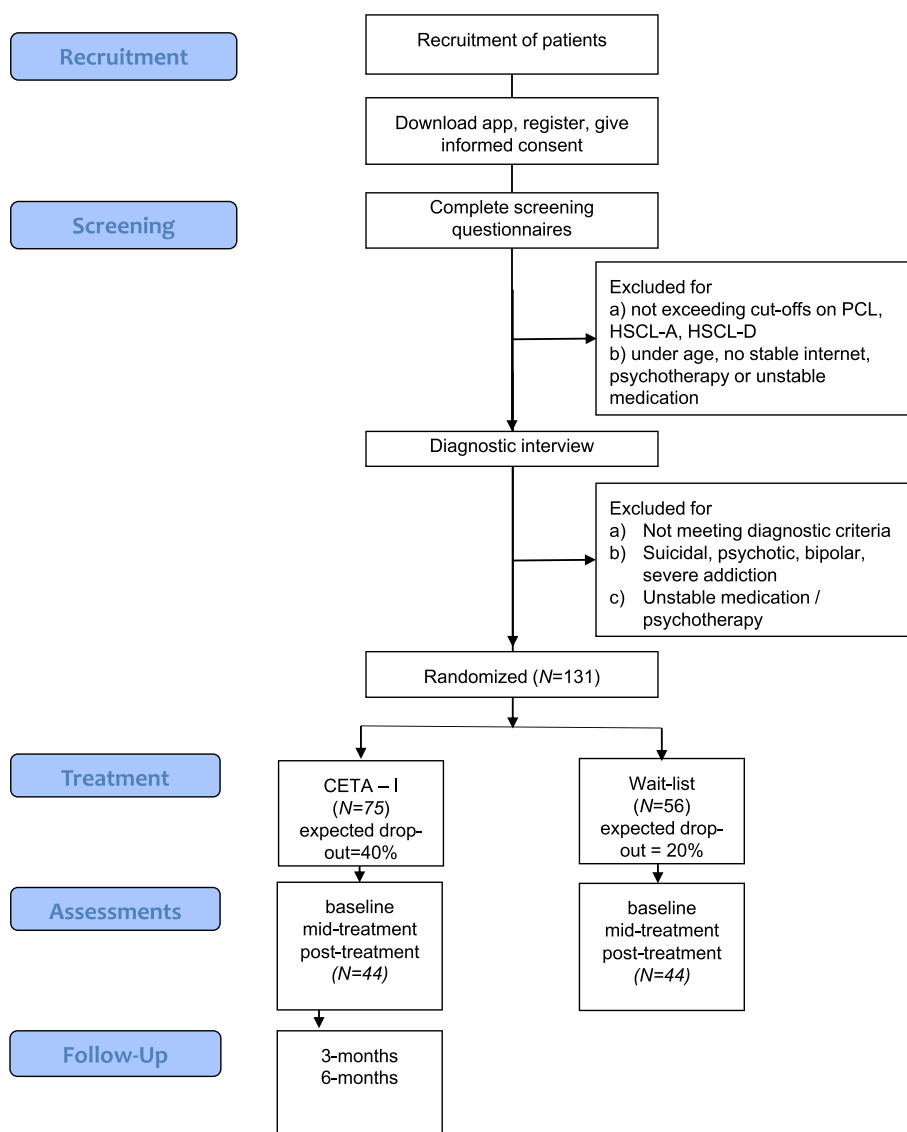 Recruitment
Recruitment of patients
Download app, register, give
informed consent
Screening
Complete screening
questionnaires
Excluded for
a) not exceeding cut-offs on PCL,
HSCL-A, HSCL-D
b) under age, no stable internet,
psychotherapy or unstable
medication
Diagnostic interview
Excluded for
a) Not meeting diagnostic criteria
b) Suicidal, psychotic, bipolar,
severe addiction
c) Unstable medication /
psychotherapy
Randomized (N=131)
Treatment
CETA – I
(N=75)
expected drop-
out=40%
Wait-list
(N=56)
expected drop-
out = 20%
Assessments
baseline
mid-treatment
post-treatment
(N=44)
baseline
mid-treatment
post-treatment
(N=44)
Follow-Up
3-months
6-months